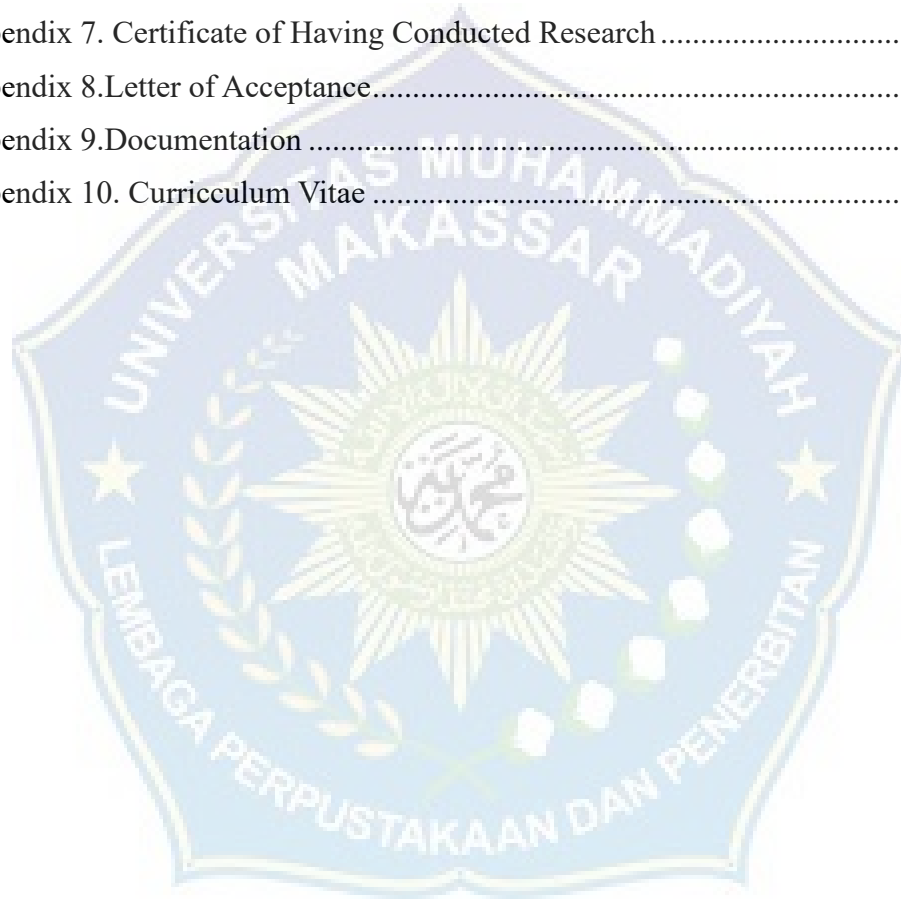 endix 7. Certificate of Having Conducted Research ..............................
endix 8.Letter of Acceptance..................................................................
endix 9.Documentation ..........................................................................
endix 10. Curricculum Vitae ..................................................................
UNIVERSITAS MUHAMMADIYAH
MAKASSAR
محمدية
LEMBAGA PERPUSTAKAAN DAN PENERBITAN